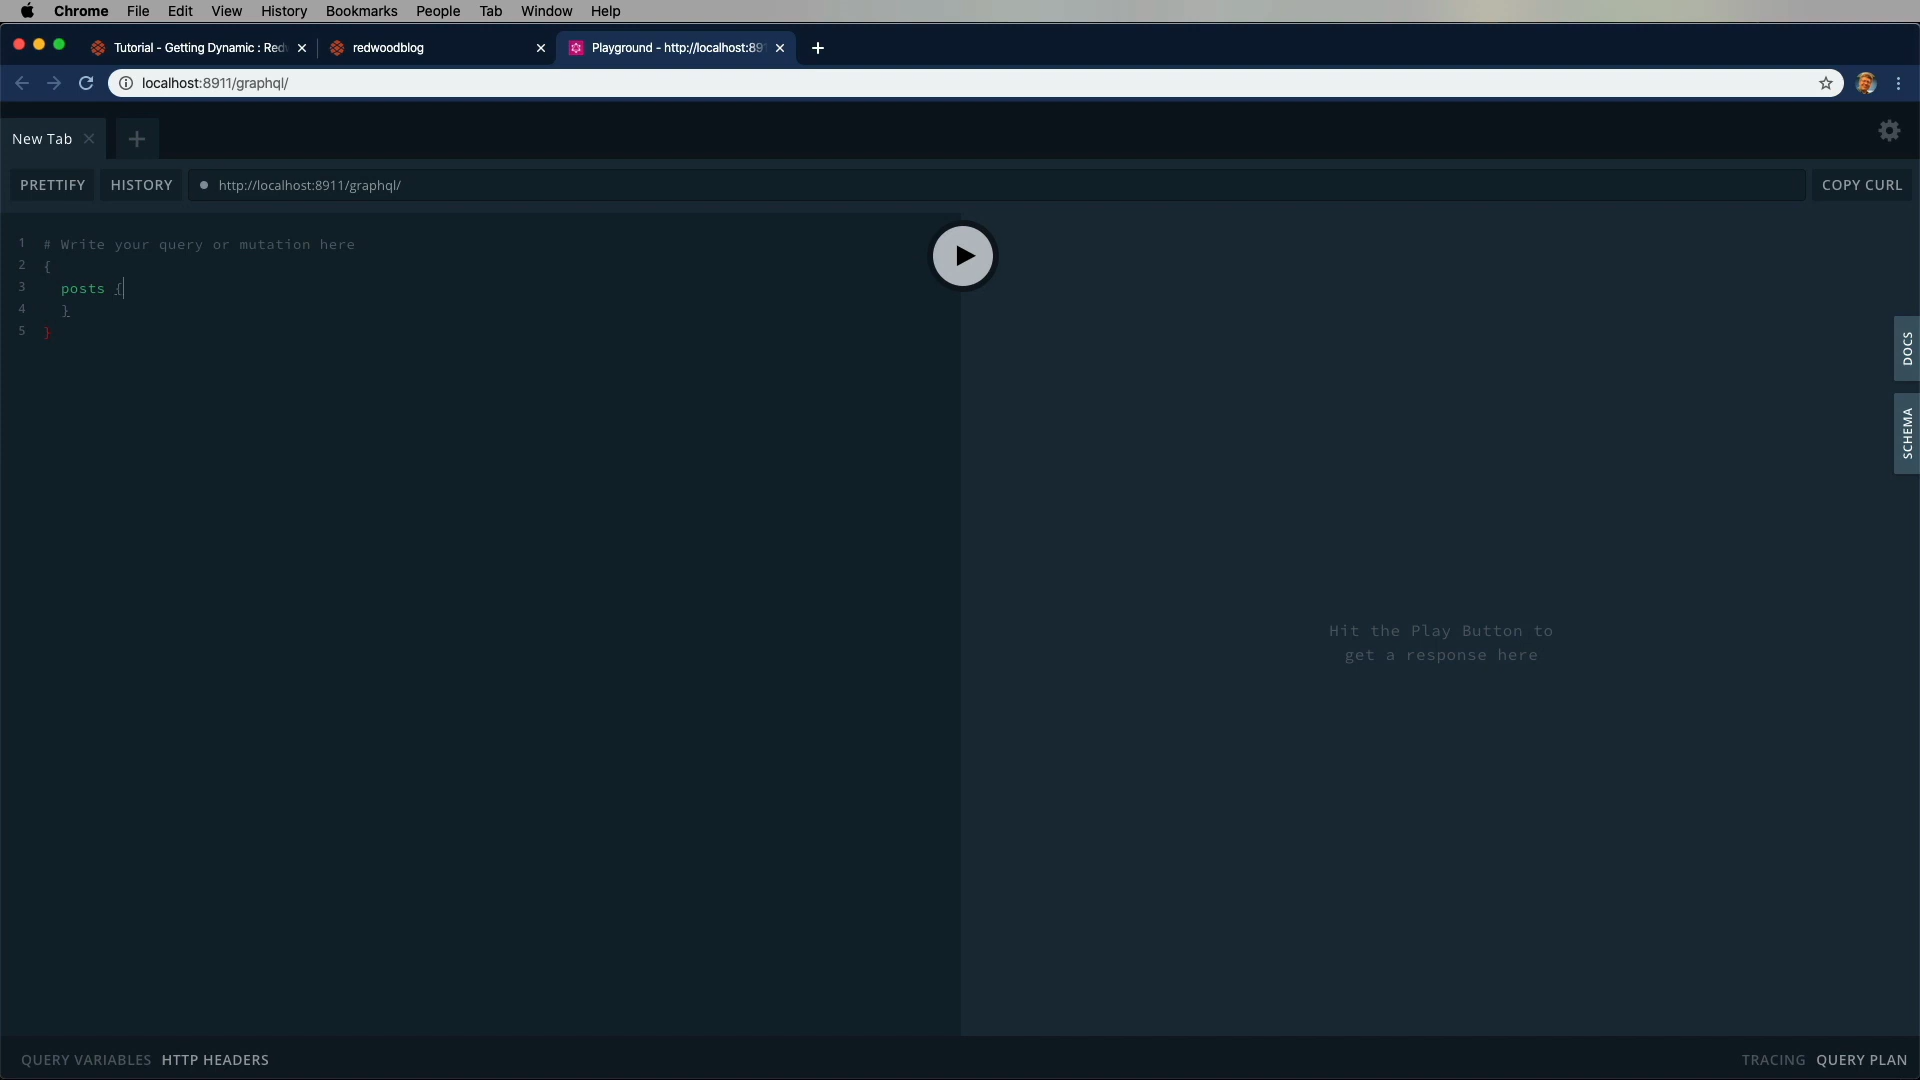 Chrome File Edit View History Bookmarks People Tab Window Help
Tutorial - Getting Dynamic : Red redwoodblog Playground - http://localhost:891
localhost:8911/graphql/
New Tab
PRETTIFY HISTORY http://localhost:8911/graphql/ COPY CURL
1 # Write your query or mutation here
2 {
3 posts {
4 }
5 }
DOCS
SCHEMA
Hit the Play Button to
get a response here
QUERY VARIABLES HTTP HEADERS TRACING QUERY PLAN